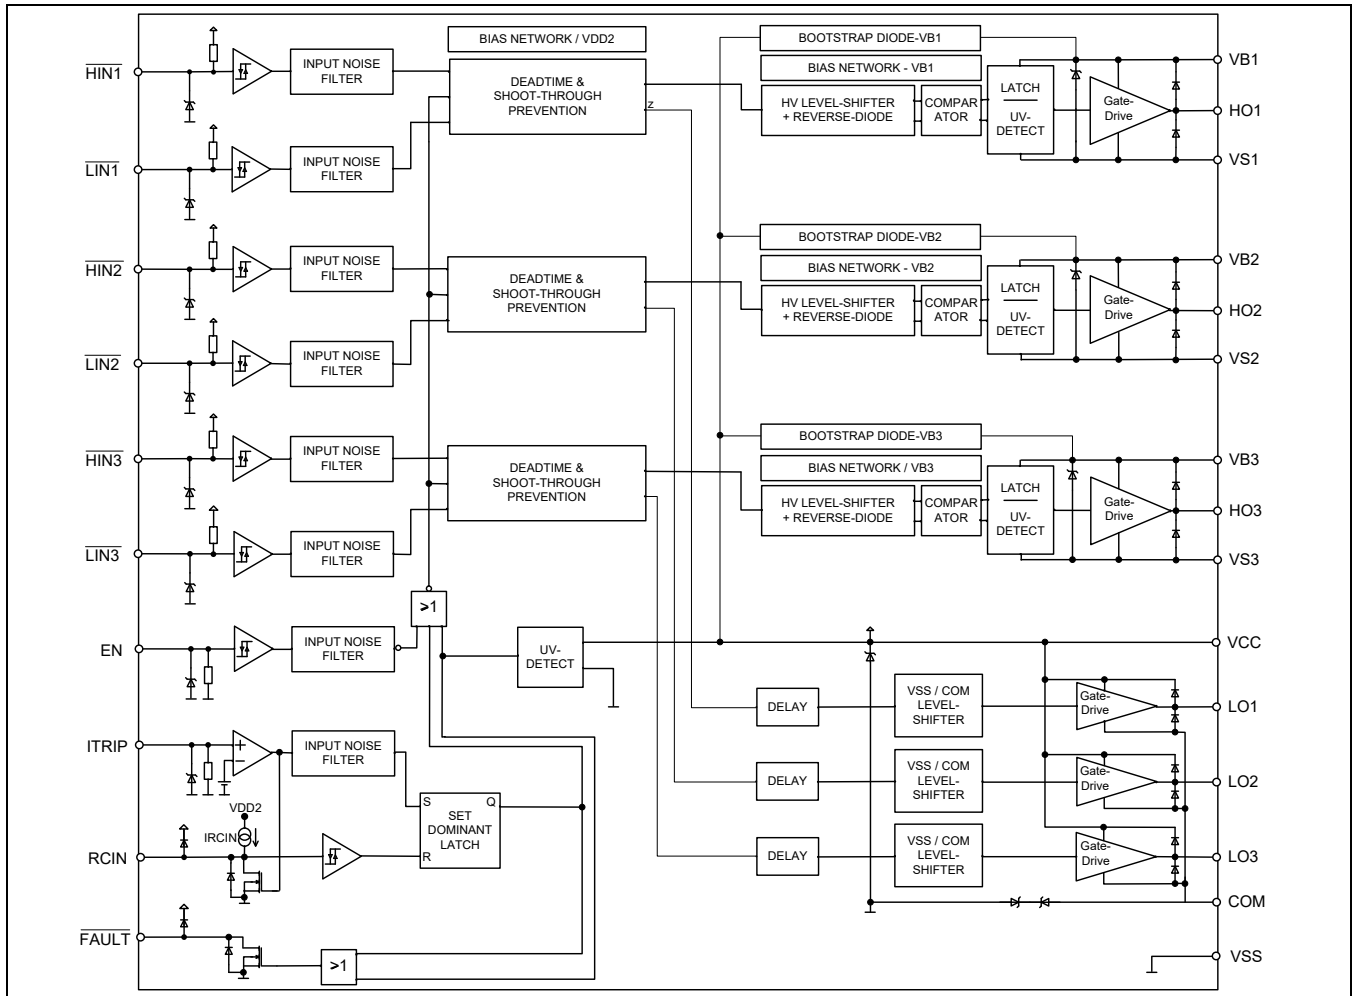 BIAS NETWORK / VDD2
BOOTSTRAP DIODE-VB1
HIN1
INPUT NOISE
FILTER
DEADTIME &
SHOOT-THROUGH
PREVENTION
Z
BIAS NETWORK - VB1
HV LEVEL-SHIFTER
+ REVERSE-DIODE
COMPAR
ATOR
LATCH
UV-
DETECT
Gate-
Drive
VB1
HO1
VS1
LIN1
INPUT NOISE
FILTER
BOOTSTRAP DIODE-VB2
HIN2
INPUT NOISE
FILTER
DEADTIME &
SHOOT-THROUGH
PREVENTION
BIAS NETWORK - VB2
HV LEVEL-SHIFTER
+ REVERSE-DIODE
COMPAR
ATOR
LATCH
UV-
DETECT
Gate-
Drive
VB2
HO2
VS2
LIN2
INPUT NOISE
FILTER
BOOTSTRAP DIODE-VB3
HIN3
INPUT NOISE
FILTER
DEADTIME &
SHOOT-THROUGH
PREVENTION
BIAS NETWORK / VB3
HV LEVEL-SHIFTER
+ REVERSE-DIODE
COMPAR
ATOR
LATCH
UV-
DETECT
Gate-
Drive
VB3
HO3
VS3
LIN3
INPUT NOISE
FILTER
>1
EN
INPUT NOISE
FILTER
UV-
DETECT
VCC
DELAY
VSS / COM
LEVEL-
SHIFTER
Gate-
Drive
LO1
ITRIP
+
−
INPUT NOISE
FILTER
DELAY
VSS / COM
LEVEL-
SHIFTER
Gate-
Drive
LO2
VDD2
IRCIN
RCIN
S
Q
SET
DOMINANT
LATCH
R
DELAY
VSS / COM
LEVEL-
SHIFTER
Gate-
Drive
LO3
COM
FAULT
>1
VSS